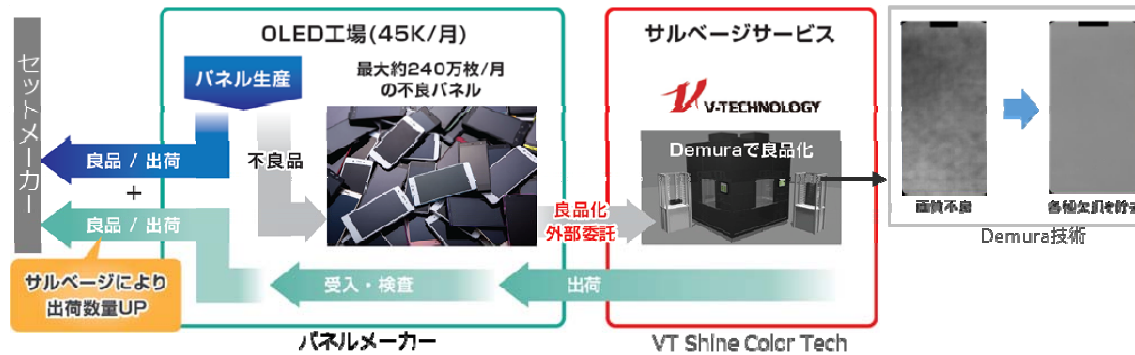 セットメーカー
OLED工場(45K/月)
パネル生産
最大約240万枚/月
の不良パネル
良品 / 出荷
不良品
+
良品 / 出荷
サルベージにより
出荷数量UP
受入・検査
パネルメーカー
良品化
外部委託
出荷
サルベージサービス
V-TECHNOLOGY
Demuraで良品化
VT Shine Color Tech
画質不良
Demura技術